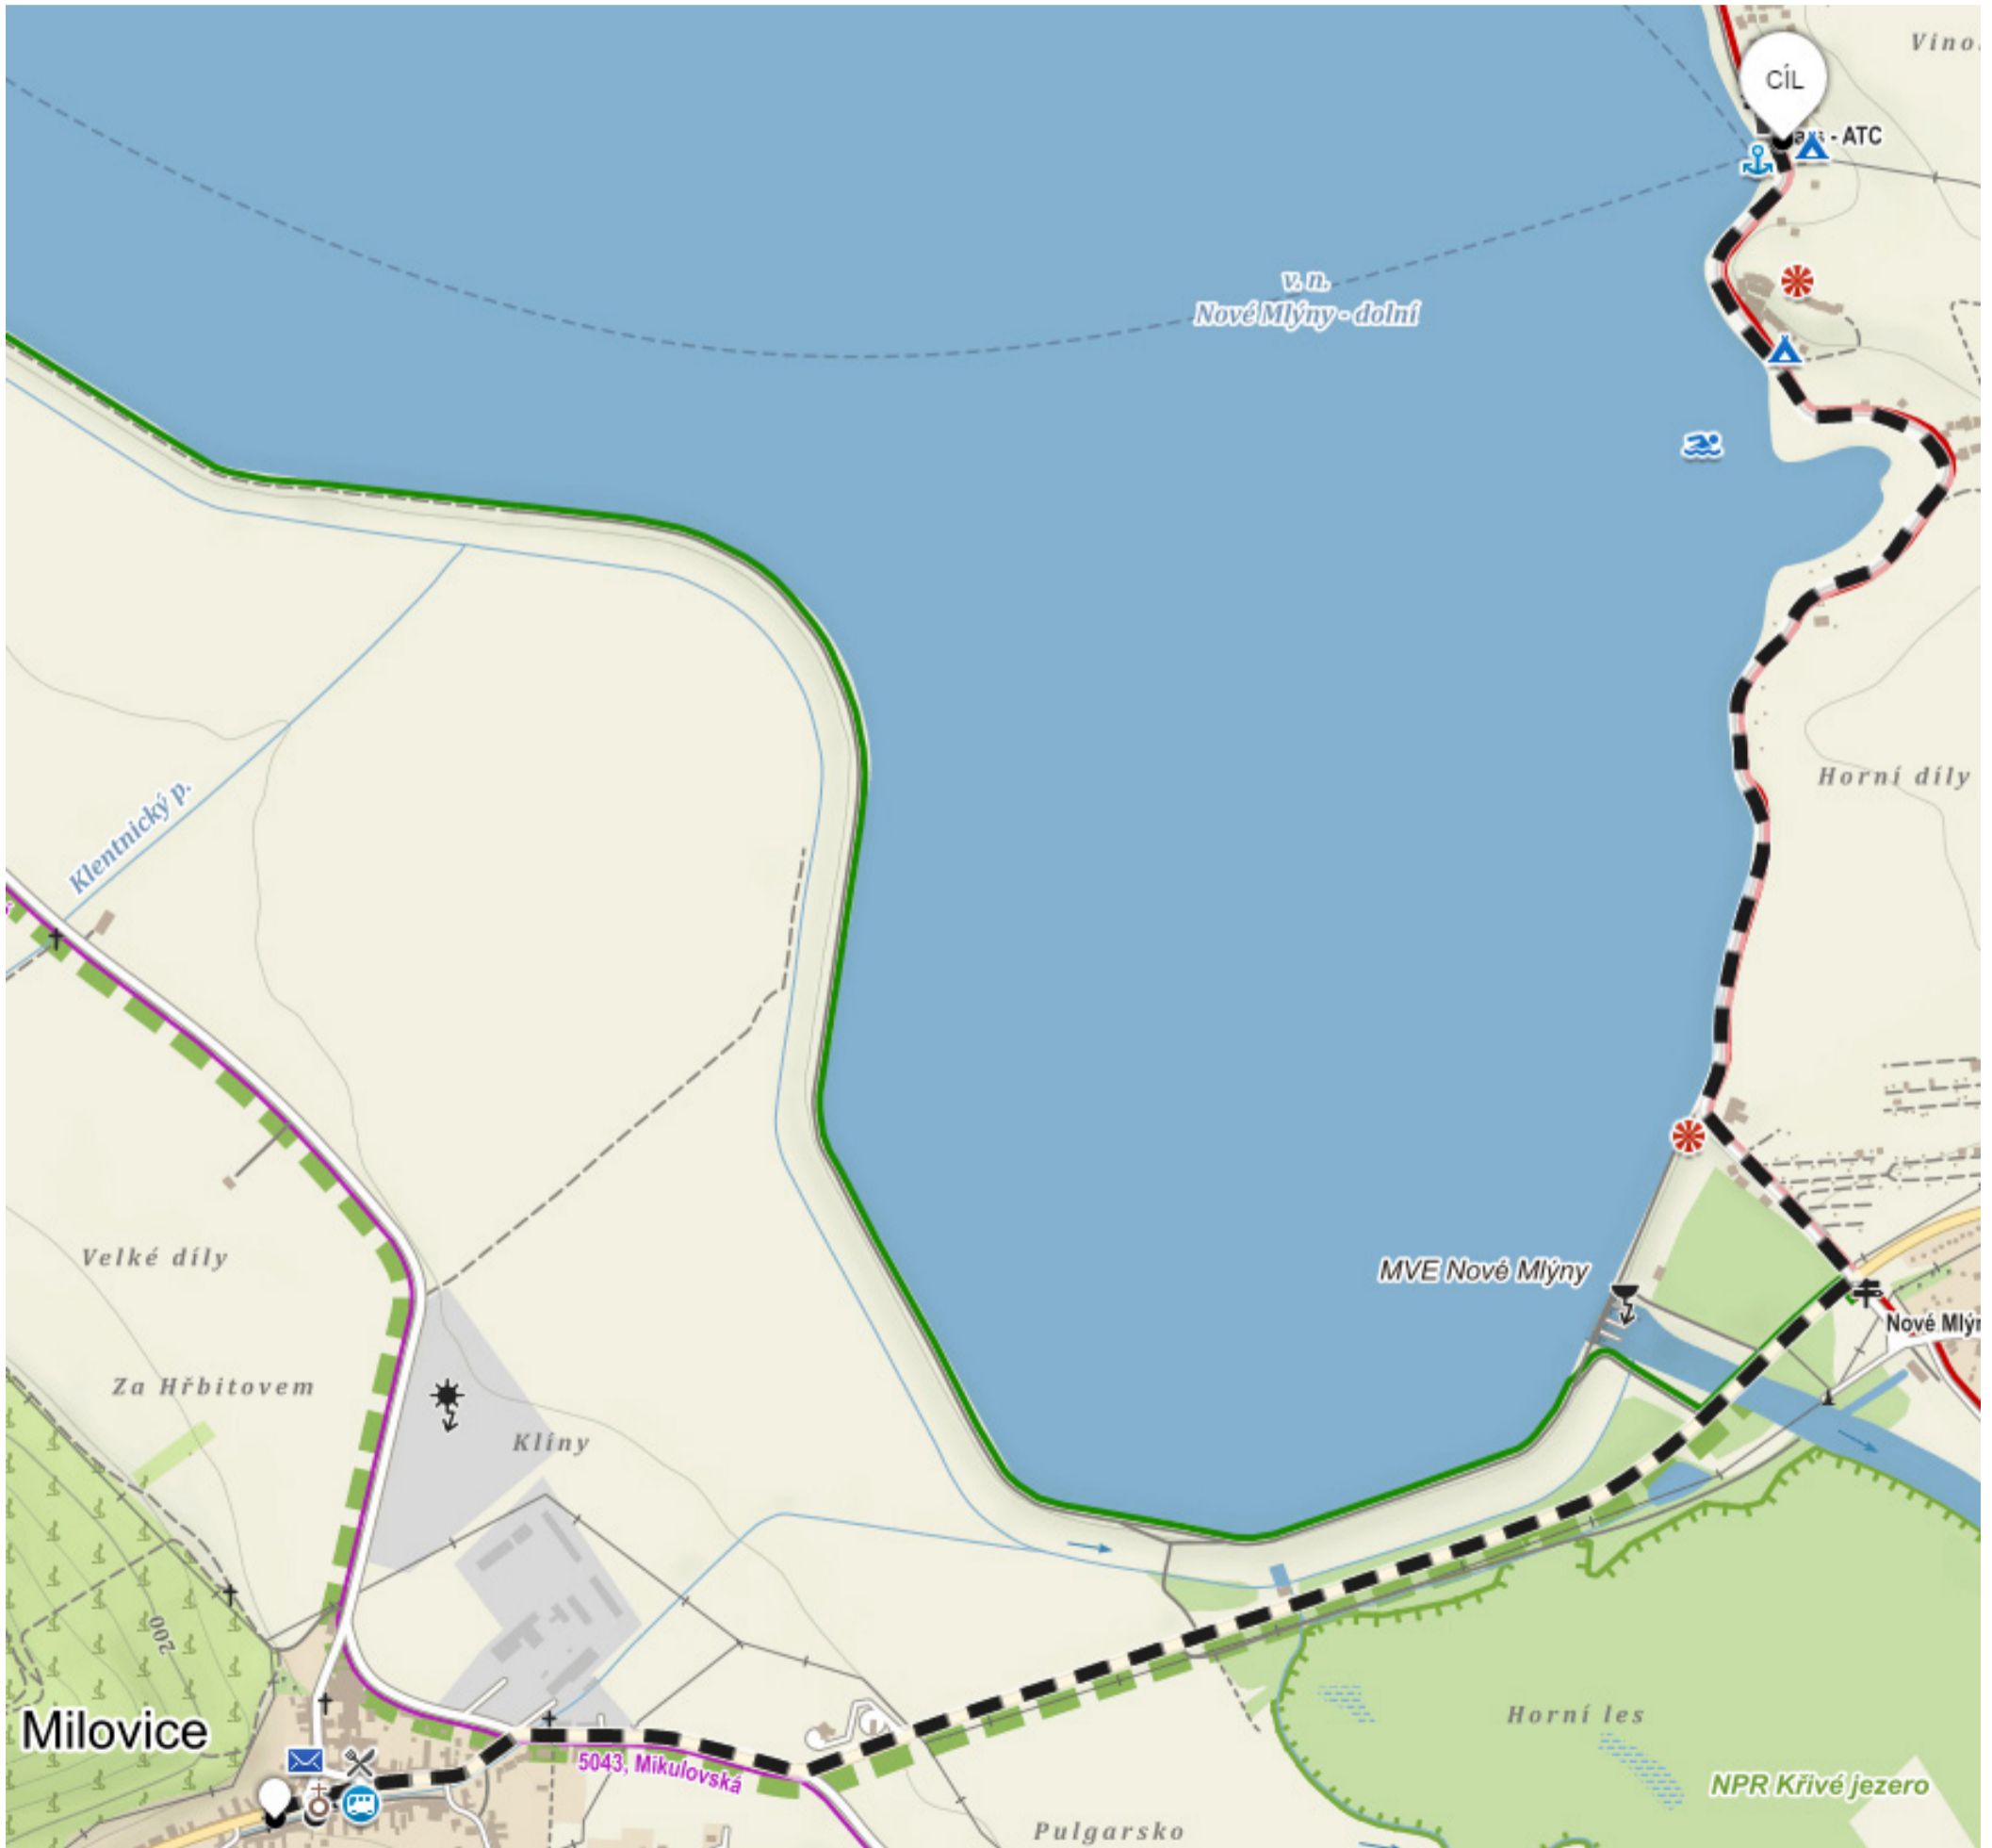 Vino
CÍL
- ATC
v. n.
Nové Mlýny - dolní
Horní díly
Klentnický p.
Velké díly
MVE Nové Mlýny
Nové Mlýn
Za Hřbitovem
Klíny
200
Milovice
5043, Mikulovská
Horní les
NPR Křivé jezero
Pulgarsko